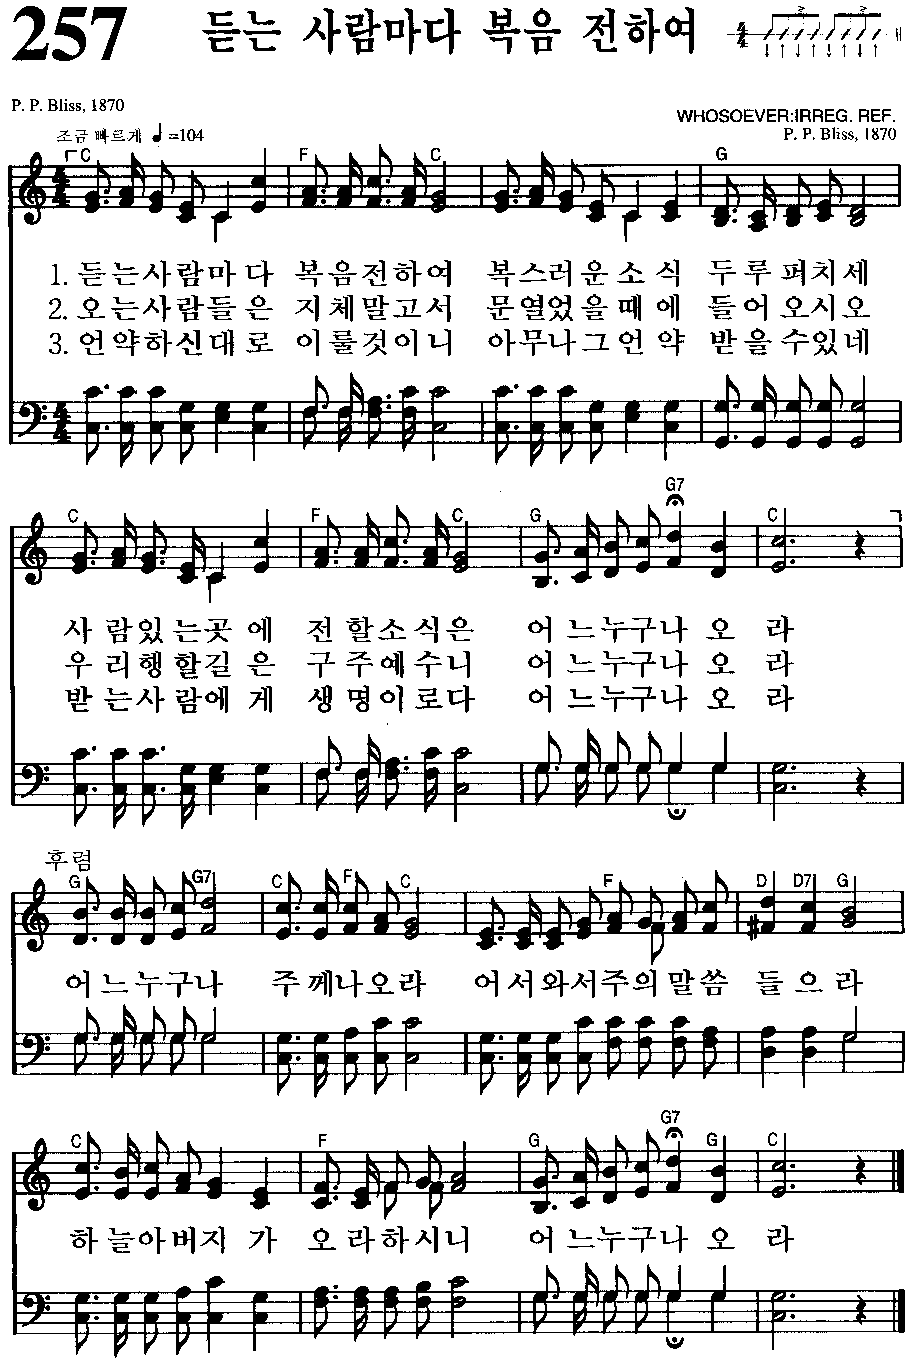 257 듣는 사람마다 복음 전하여
P. P. Bliss, 1870
WHOSOEVER:IRREG. REF.
조금 빠르게 ♩=104
P. P. Bliss, 1870
C F C G
1. 듣는사람마다 복음전하여 복스러운소식 두루펴치세
2. 오는사람들은 지체말고서 문열었을때에 들어오시오
3. 언약하신대로 이룰것이니 아무나그언약 받을수있네
C F C G G7 C
사람있는곳에 전할소식은 어느누구나 오라
우리행할길은 구주예수니 어느누구나 오라
받는사람에게 생명이로다 어느누구나 오라
후렴
G G7 C F C F D D7 G
어느누구나 주께나오라 어서와서주의말씀 들으라
C F G G7 G C
하늘아버지가 오라하시니 어느누구나 오라